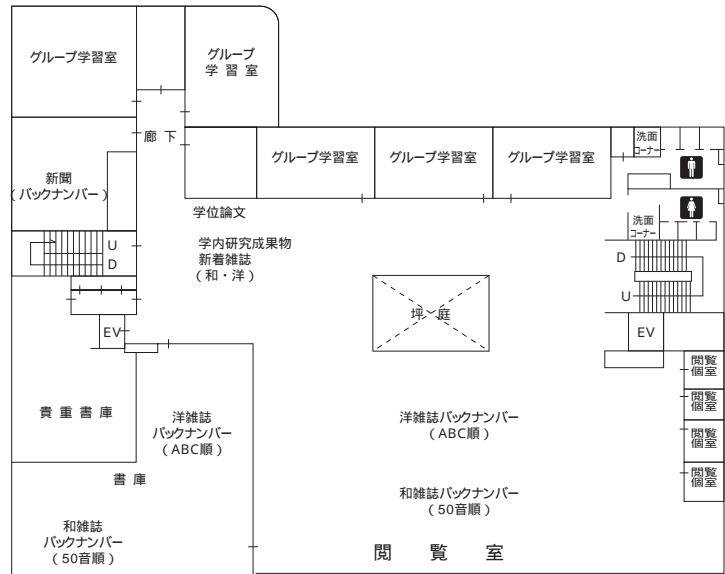 グループ学習室
グループ
学 習 室
廊 下
洗面
コーナー
グループ学習室
グループ学習室
グループ学習室
新聞
(バックナンバー)
学位論文
洗面
コーナー
学内研究成果物
新着雑誌
(和・洋)
U
D
D
U
坪 庭
EV
EV
閲覧
個室
閲覧
個室
閲覧
個室
閲覧
個室
貴 重 書 庫
洋雑誌
バックナンバー
(ABC順)
洋雑誌バックナンバー
(ABC順)
書 庫
和雑誌
バックナンバー
(50音順)
和雑誌バックナンバー
(50音順)
閲 覧 室